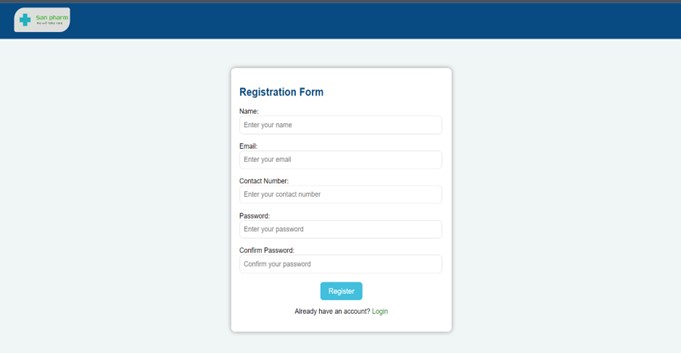 San pharm
Registration Form
Name:
Enter your name
Email:
Enter your email
Contact Number:
Enter your contact number
Password:
Enter your password
Confirm Password:
Confirm your password
Register
Already have an account? Login